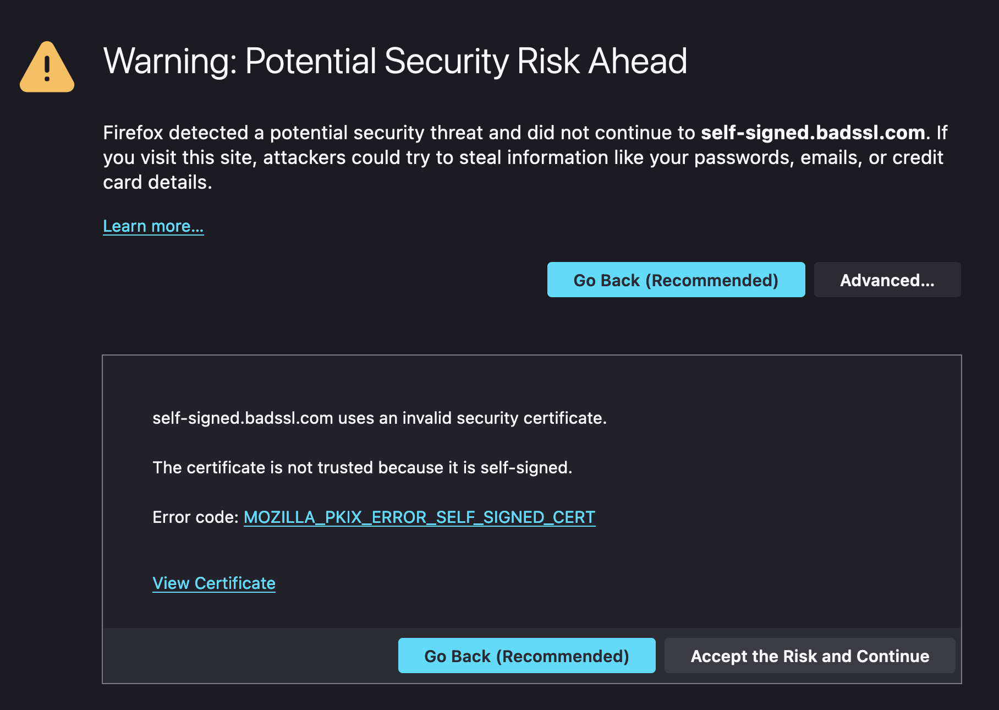 Warning: Potential Security Risk Ahead
Firefox detected a potential security threat and did not continue to self-signed.badssl.com. If
you visit this site, attackers could try to steal information like your passwords, emails, or credit
card details.
Learn more...
Go Back (Recommended)
Advanced...
self-signed.badssl.com uses an invalid security certificate.
The certificate is not trusted because it is self-signed.
Error code: MOZILLA_PKIX_ERROR_SELF_SIGNED_CERT
View Certificate
Go Back (Recommended)
Accept the Risk and Continue